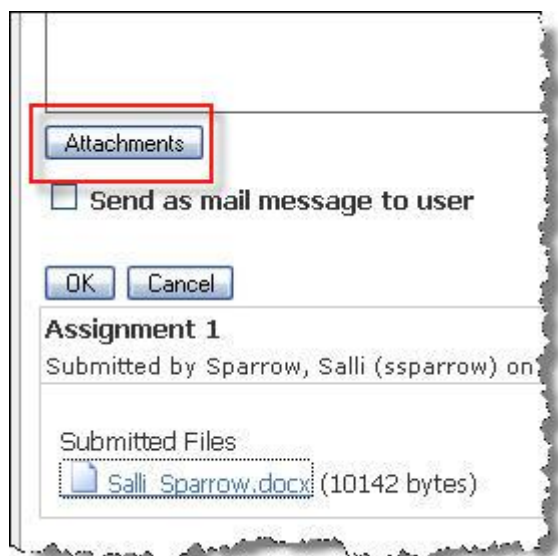 Attachments
Send as mail message to user
OK Cancel
Assignment 1
Submitted by Sparrow, Salli (ssparrow) on
Submitted Files
Salli_Sparrow.docx (10142 bytes)